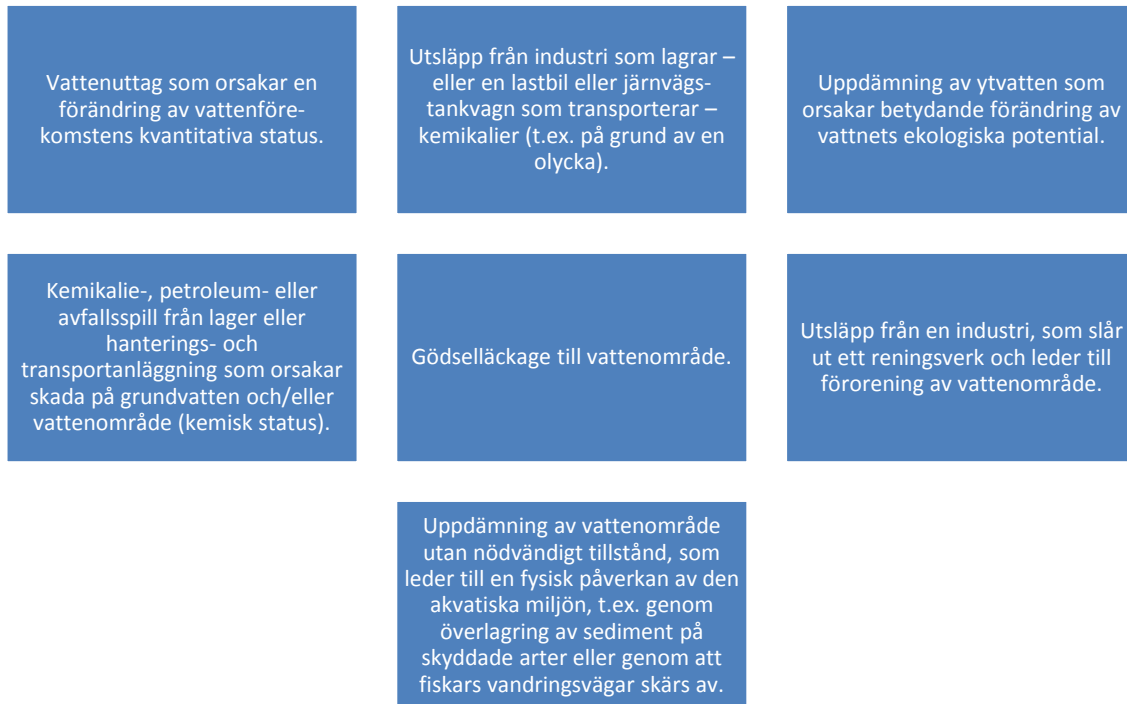 Vattenuttag som orsakar en
förändring av vattenföre-
komstens kvantitativa status.
Utsläpp från industri som lagrar –
eller en lastbil eller järnvägs-
tankvagn som transporterar –
kemikalier (t.ex. på grund av en
olycka).
Uppdämning av ytvatten som
orsakar betydande förändring av
vattnets ekologiska potential.
Kemikalie-, petroleum- eller
avfallsspill från lager eller
hanterings- och
transportanläggning som orsakar
skada på grundvatten och/eller
vattenområde (kemisk status).
Gödselläckage till vattenområde.
Utsläpp från en industri, som slår
ut ett reningsverk och leder till
förorening av vattenområde.
Uppdämning av vattenområde
utan nödvändigt tillstånd, som
leder till en fysisk påverkan av den
akvatiska miljön, t.ex. genom
överlagring av sediment på
skyddade arter eller genom att
fiskars vandringsvägar skärs av.